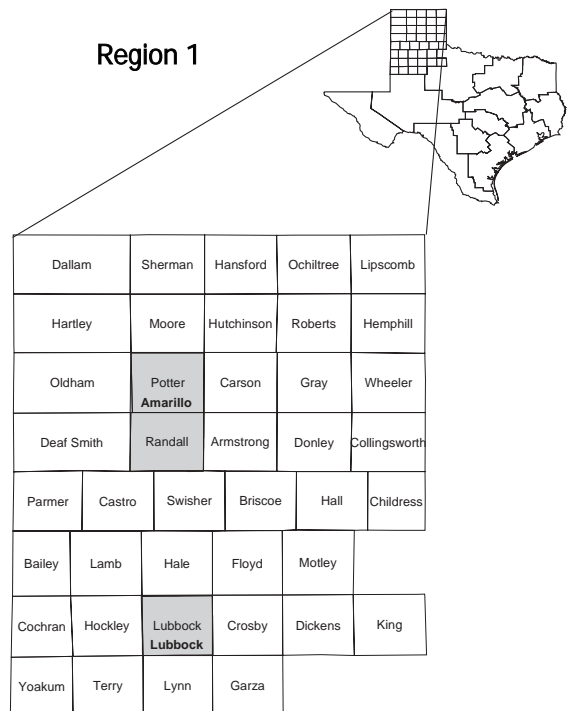 Region 1
Dallam Sherman Hansford Ochiltree Lipscomb
Hartley Moore Hutchinson Roberts Hemphill
Oldham Potter Carson Gray Wheeler
Amarillo
Deaf Smith Randall Armstrong Donley Collingsworth
Parmer Castro Swisher Briscoe Hall Childress
Bailey Lamb Hale Floyd Motley
Cochran Hockley Lubbock Crosby Dickens King
Lubbock
Yoakum Terry Lynn Garza